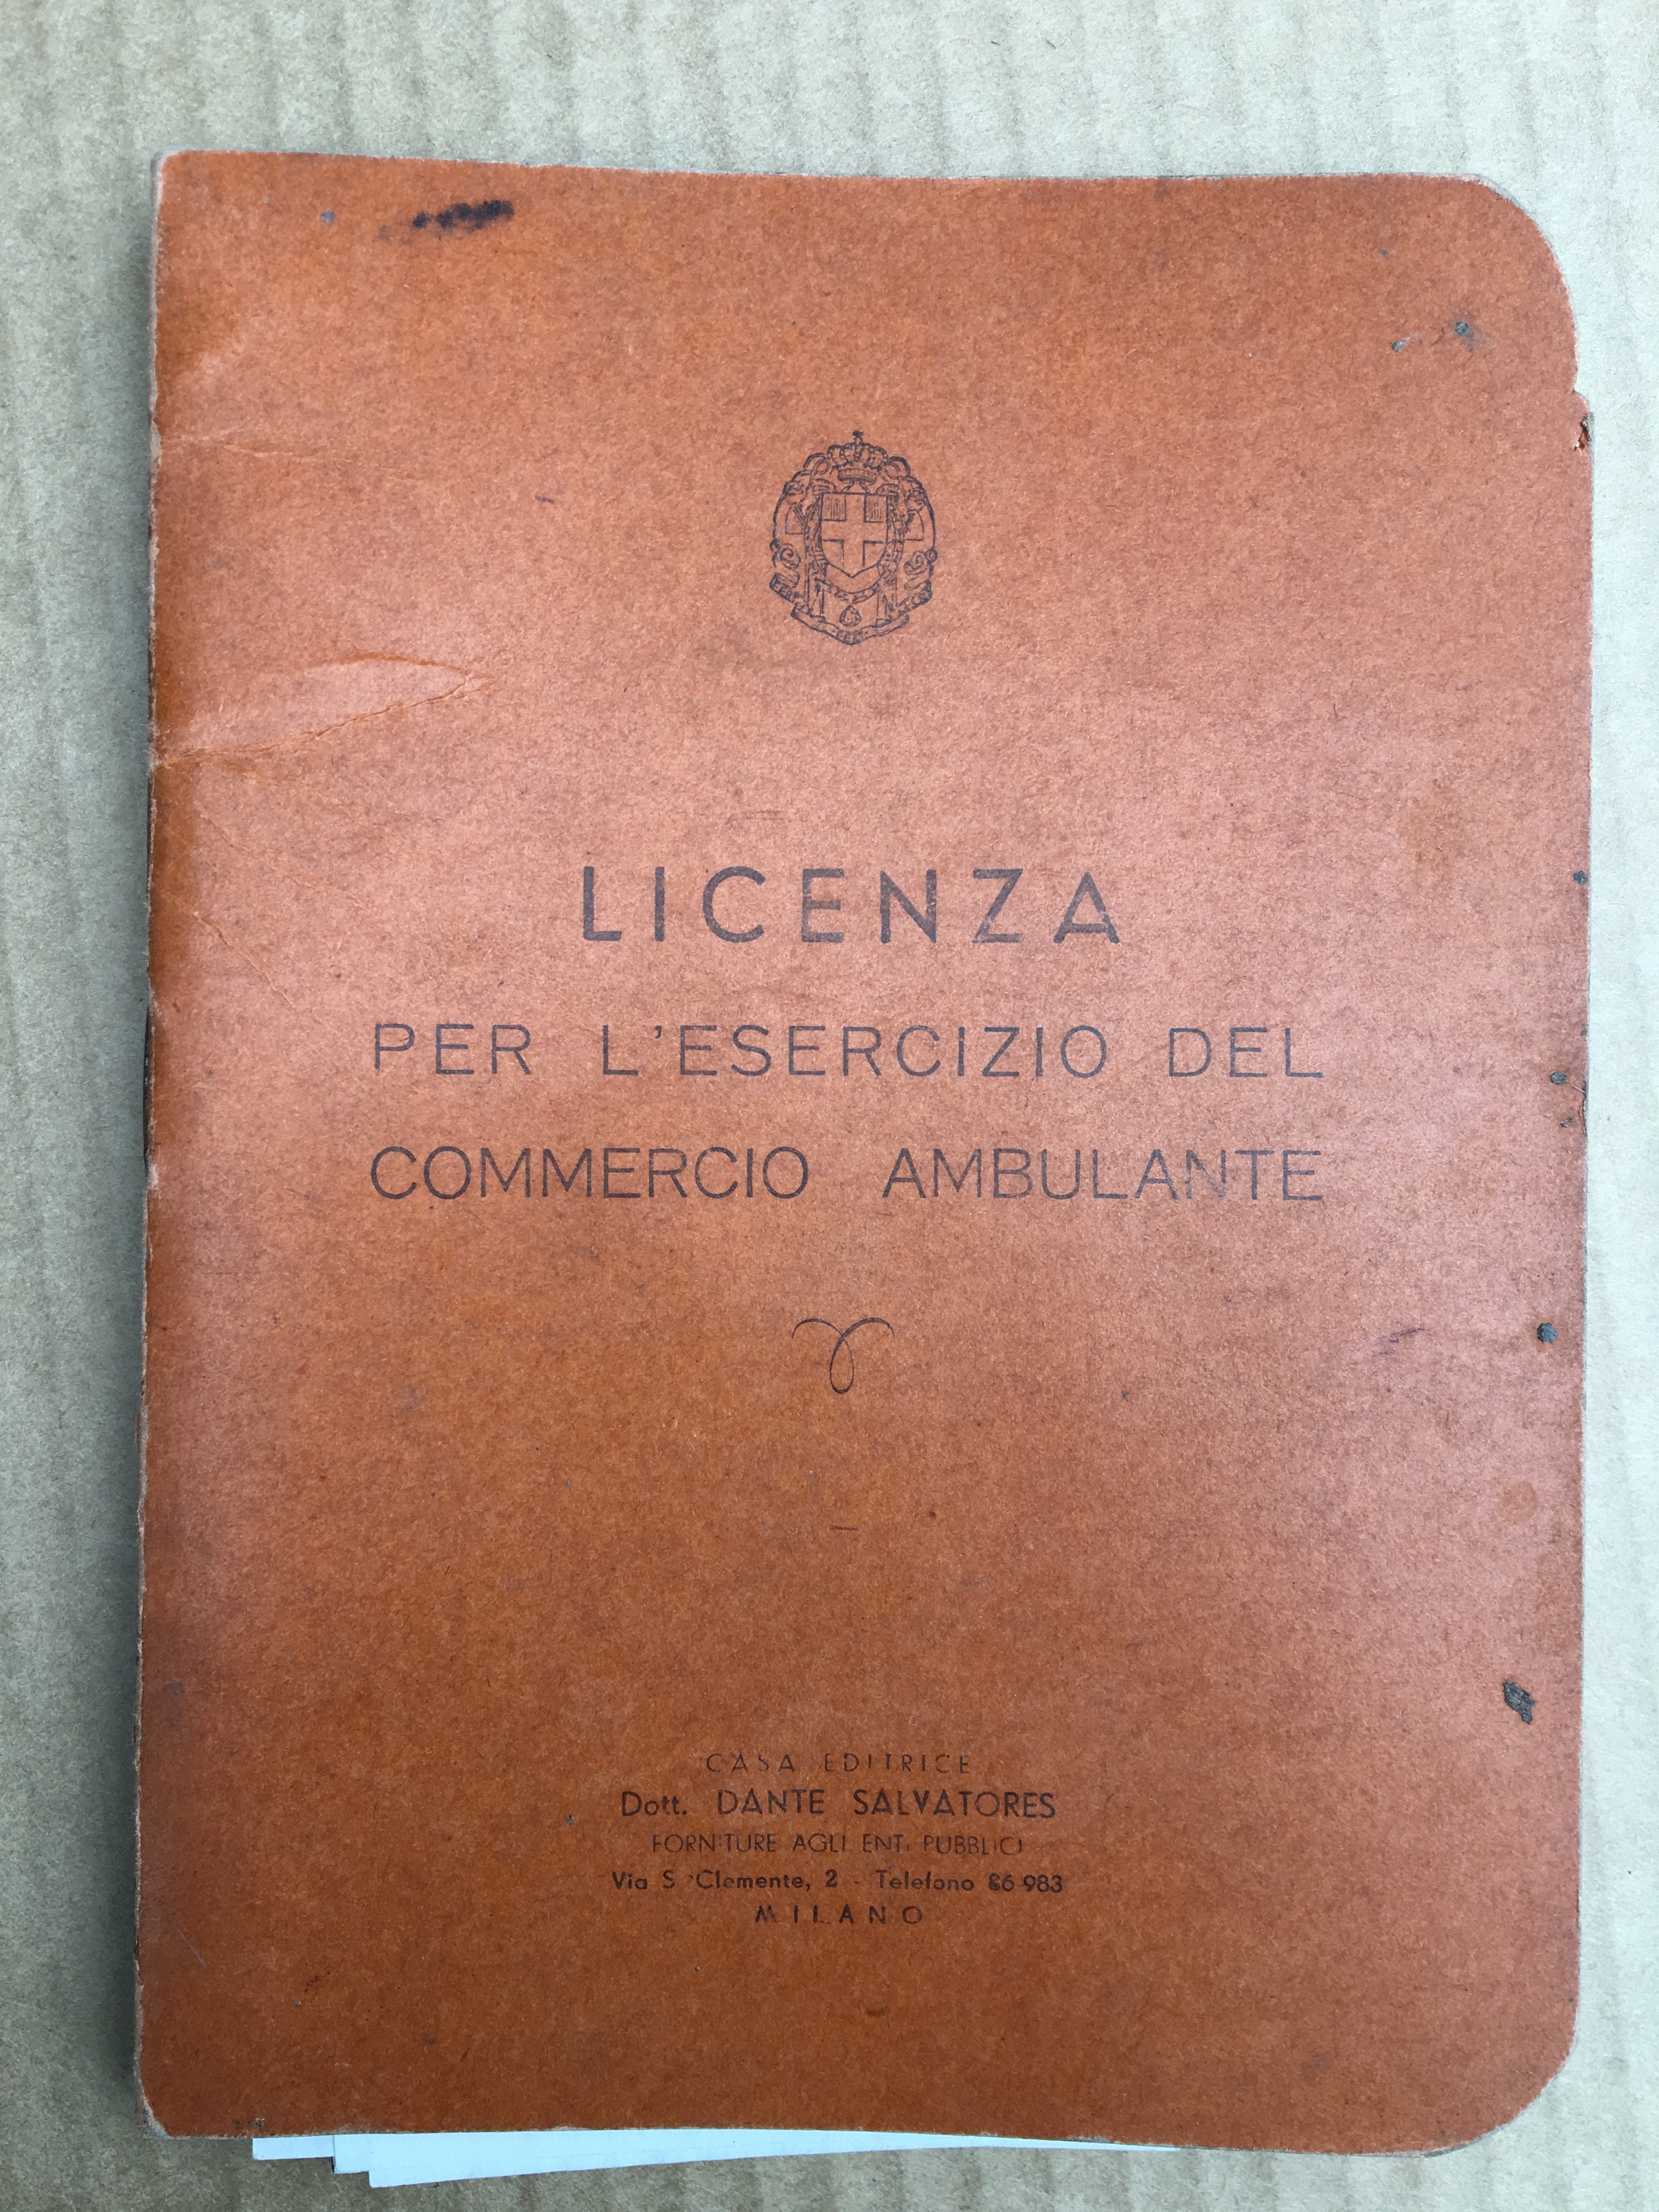 LICENZA
PER L'ESERCIZIO DEL
COMMERCIO AMBULANTE
CASA EDITRICE
Dott. DANTE SALVATORES
FORNITURE AGLI ENTI PUBBLICI
Via S. Clemente, 2 - Telefono 86-983
MILANO